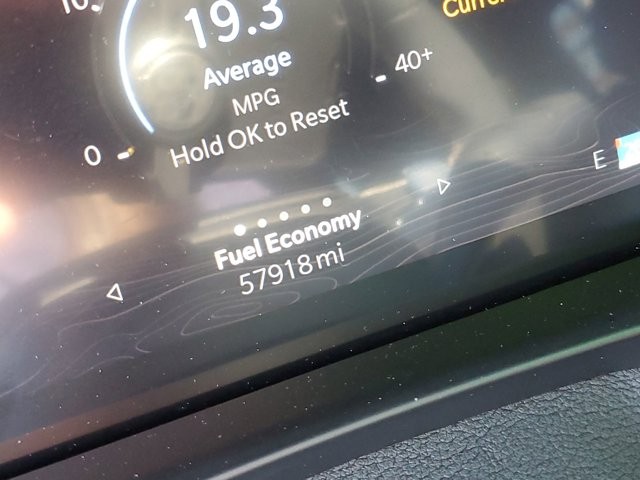 19.3
Average
MPG
40+
Hold OK to Reset
0
E
Fuel Economy
57918 mi